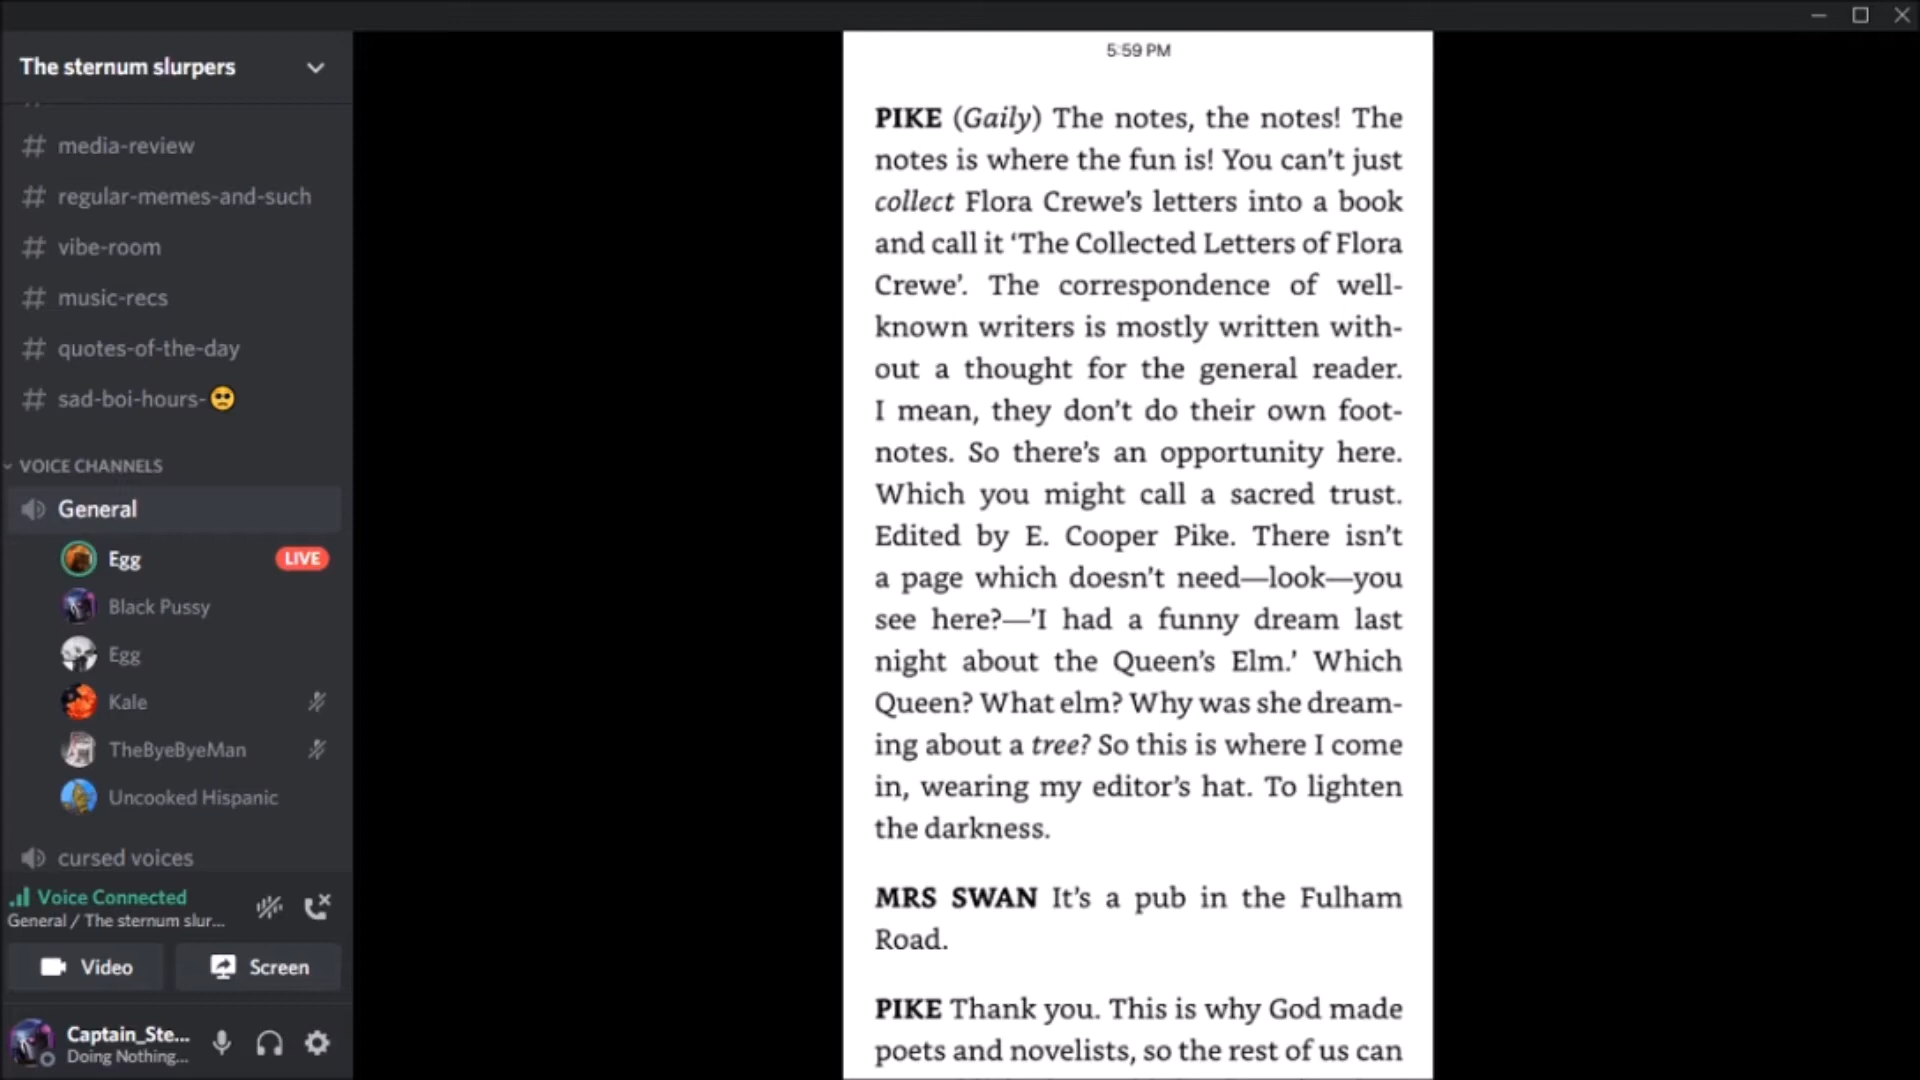 The sternum slurpers
# media-review
# regular-memes-and-such
# vibe-room
# music-recs
# quotes-of-the-day
# sad-boi-hours-🥺
VOICE CHANNELS
General
Egg LIVE
Black Pussy
Egg
Kale
TheByeByeMan
Uncooked Hispanic
cursed voices
Voice Connected
General / The sternum slur...
Video Screen
Captain_Ste...
Doing Nothing...
5:59 PM
PIKE (Gaily) The notes, the notes! The
notes is where the fun is! You can’t just
collect Flora Crewe’s letters into a book
and call it ‘The Collected Letters of Flora
Crewe’. The correspondence of well-
known writers is mostly written with-
out a thought for the general reader.
I mean, they don’t do their own foot-
notes. So there’s an opportunity here.
Which you might call a sacred trust.
Edited by E. Cooper Pike. There isn’t
a page which doesn’t need—look—you
see here?—’I had a funny dream last
night about the Queen’s Elm.’ Which
Queen? What elm? Why was she dream-
ing about a tree? So this is where I come
in, wearing my editor’s hat. To lighten
the darkness.
MRS SWAN It’s a pub in the Fulham
Road.
PIKE Thank you. This is why God made
poets and novelists, so the rest of us can